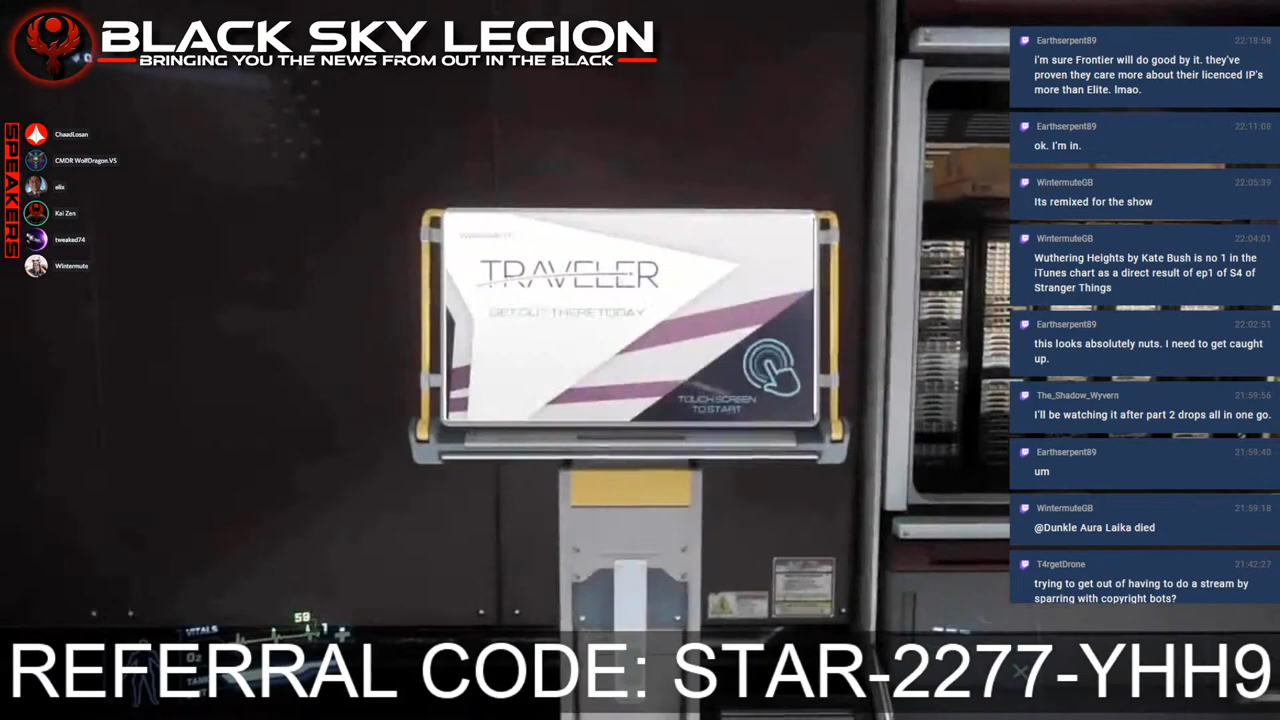 BLACK SKY LEGION
BRINGING YOU THE NEWS FROM OUT IN THE BLACK
SPEAKERS
ChaadLosan
CMDR WolfDragon.VS
elix
Kai Zen
tweaked74
Wintermute
TRAVELER
GET OUT THERE TODAY
TOUCH SCREEN
TO START
VITALS
59
Earthserpent89 22:18:58
i'm sure Frontier will do good by it. they've
proven they care more about their licenced IP's
more than Elite. lmao.
Earthserpent89 22:11:08
ok. I'm in.
WintermuteGB 22:05:39
Its remixed for the show
WintermuteGB 22:04:01
Wuthering Heights by Kate Bush is no 1 in the
iTunes chart as a direct result of ep1 of S4 of
Stranger Things
Earthserpent89 22:02:51
this looks absolutely nuts. I need to get caught
up.
The_Shadow_Wyvern 21:59:56
I'll be watching it after part 2 drops all in one go.
Earthserpent89 21:59:40
um
WintermuteGB 21:59:18
@Dunkle Aura Laika died
T4rgetDrone 21:42:27
trying to get out of having to do a stream by
sparring with copyright bots?
REFERRAL CODE: STAR-2277-YHH9